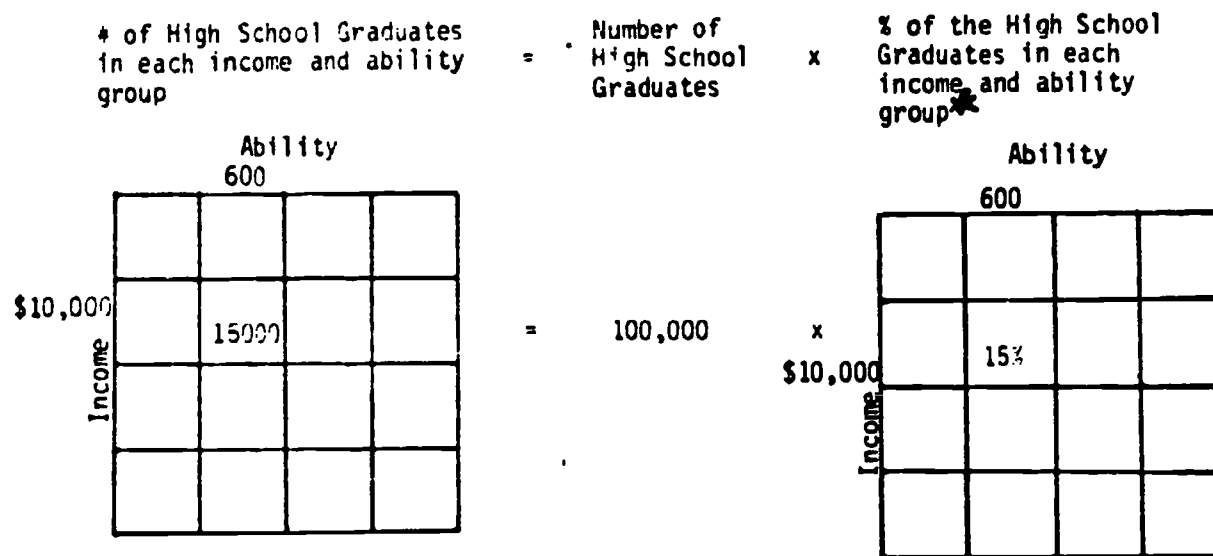 # of High School Graduates
in each income and ability
group
=
Number of
High School
Graduates
x
% of the High School
Graduates in each
income and ability
group*
Ability
600
$10,000
Income
15000
=
100,000
x
Ability
600
$10,000
Income
15%